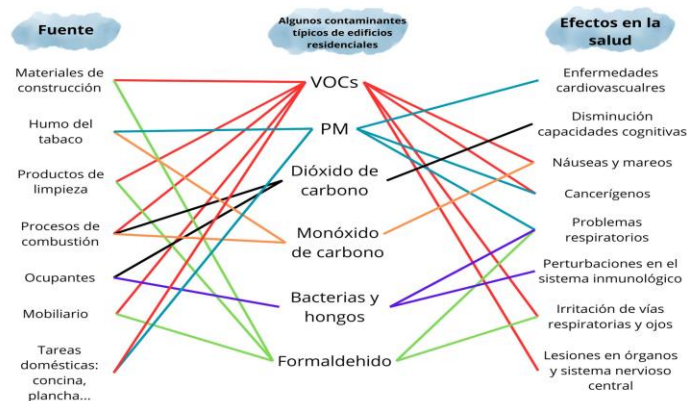 Fuente
Algunos contaminantes
típicos de edificios
residenciales
Efectos en la
salud
Materiales de
construcción
Humo del
tabaco
Productos de
limpieza
Procesos de
combustión
Ocupantes
Mobiliario
Tareas
domésticas:
concina,
plancha...
VOCs
PM
Dióxido de
carbono
Monóxido
de carbono
Bacterias y
hongos
Formaldehido
Enfermedades
cardiovascualres
Disminución
capacidades cognitivas
Náuseas y mareos
Cancerígenos
Problemas
respiratorios
Perturbaciones en el
sistema inmunológico
Irritación de vías
respiratorias y ojos
Lesiones en órganos
y sistema nervioso
central